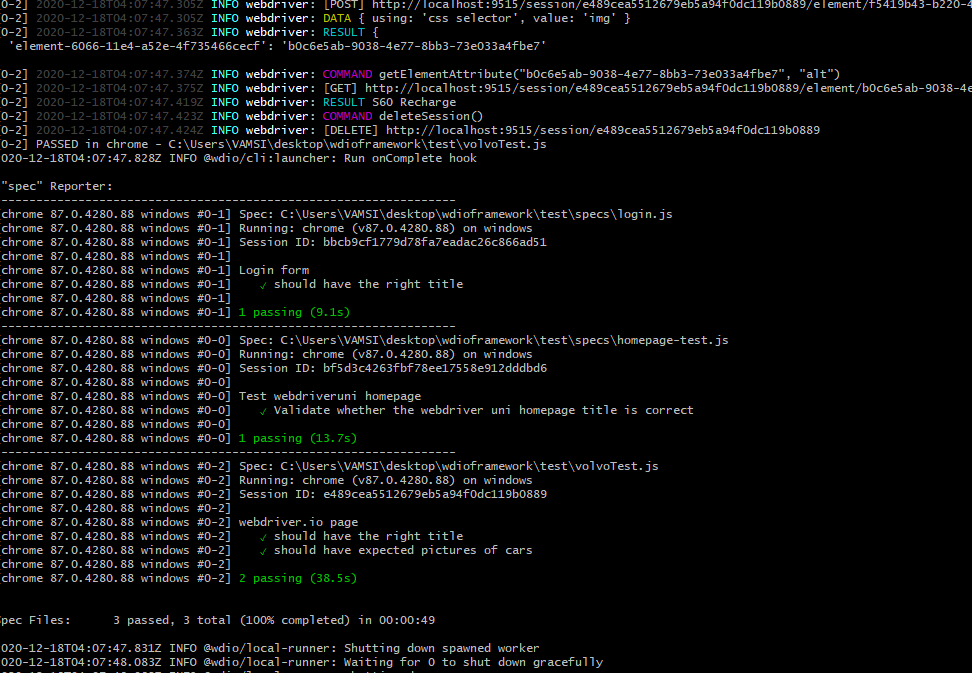 0-2] 2020-12-18T04:07:47.305Z INFO webdriver: [POST] http://localhost:9515/session/e489cea5512679eb5a94f0dc119b0889/element/f5419b43-b220-4
0-2] 2020-12-18T04:07:47.305Z INFO webdriver: DATA { using: 'css selector', value: 'img' }
0-2] 2020-12-18T04:07:47.363Z INFO webdriver: RESULT {
'element-6066-11e4-a52e-4f735466cecf': 'b0c6e5ab-9038-4e77-8bb3-73e033a4fbe7'
0-2] 2020-12-18T04:07:47.374Z INFO webdriver: COMMAND getElementAttribute("b0c6e5ab-9038-4e77-8bb3-73e033a4fbe7", "alt")
0-2] 2020-12-18T04:07:47.375Z INFO webdriver: [GET] http://localhost:9515/session/e489cea5512679eb5a94f0dc119b0889/element/b0c6e5ab-9038-4e
0-2] 2020-12-18T04:07:47.419Z INFO webdriver: RESULT S60 Recharge
0-2] 2020-12-18T04:07:47.423Z INFO webdriver: COMMAND deleteSession()
0-2] 2020-12-18T04:07:47.424Z INFO webdriver: [DELETE] http://localhost:9515/session/e489cea5512679eb5a94f0dc119b0889
0-2] PASSED in chrome - C:\Users\VAMSI\desktop\wdioframework\test\volvoTest.js
020-12-18T04:07:47.828Z INFO @wdio/cli:launcher: Run onComplete hook
"spec" Reporter:
------------------------------------------------------------------
[chrome 87.0.4280.88 windows #0-1] Spec: C:\Users\VAMSI\desktop\wdioframework\test\specs\login.js
[chrome 87.0.4280.88 windows #0-1] Running: chrome (v87.0.4280.88) on windows
[chrome 87.0.4280.88 windows #0-1] Session ID: bbcb9cf1779d78fa7eadac26c866ad51
[chrome 87.0.4280.88 windows #0-1]
[chrome 87.0.4280.88 windows #0-1] Login form
[chrome 87.0.4280.88 windows #0-1] ✓ should have the right title
[chrome 87.0.4280.88 windows #0-1]
[chrome 87.0.4280.88 windows #0-1] 1 passing (9.1s)
------------------------------------------------------------------
[chrome 87.0.4280.88 windows #0-0] Spec: C:\Users\VAMSI\desktop\wdioframework\test\specs\homepage-test.js
[chrome 87.0.4280.88 windows #0-0] Running: chrome (v87.0.4280.88) on windows
[chrome 87.0.4280.88 windows #0-0] Session ID: bf5d3c4263fbf78ee17558e912dddbd6
[chrome 87.0.4280.88 windows #0-0]
[chrome 87.0.4280.88 windows #0-0] Test webdriveruni homepage
[chrome 87.0.4280.88 windows #0-0] ✓ Validate whether the webdriver uni homepage title is correct
[chrome 87.0.4280.88 windows #0-0]
[chrome 87.0.4280.88 windows #0-0] 1 passing (13.7s)
------------------------------------------------------------------
[chrome 87.0.4280.88 windows #0-2] Spec: C:\Users\VAMSI\desktop\wdioframework\test\volvoTest.js
[chrome 87.0.4280.88 windows #0-2] Running: chrome (v87.0.4280.88) on windows
[chrome 87.0.4280.88 windows #0-2] Session ID: e489cea5512679eb5a94f0dc119b0889
[chrome 87.0.4280.88 windows #0-2]
[chrome 87.0.4280.88 windows #0-2] webdriver.io page
[chrome 87.0.4280.88 windows #0-2] ✓ should have the right title
[chrome 87.0.4280.88 windows #0-2] ✓ should have expected pictures of cars
[chrome 87.0.4280.88 windows #0-2]
[chrome 87.0.4280.88 windows #0-2] 2 passing (38.5s)
Spec Files: 3 passed, 3 total (100% completed) in 00:00:49
020-12-18T04:07:47.831Z INFO @wdio/local-runner: Shutting down spawned worker
020-12-18T04:07:48.083Z INFO @wdio/local-runner: Waiting for 0 to shut down gracefully